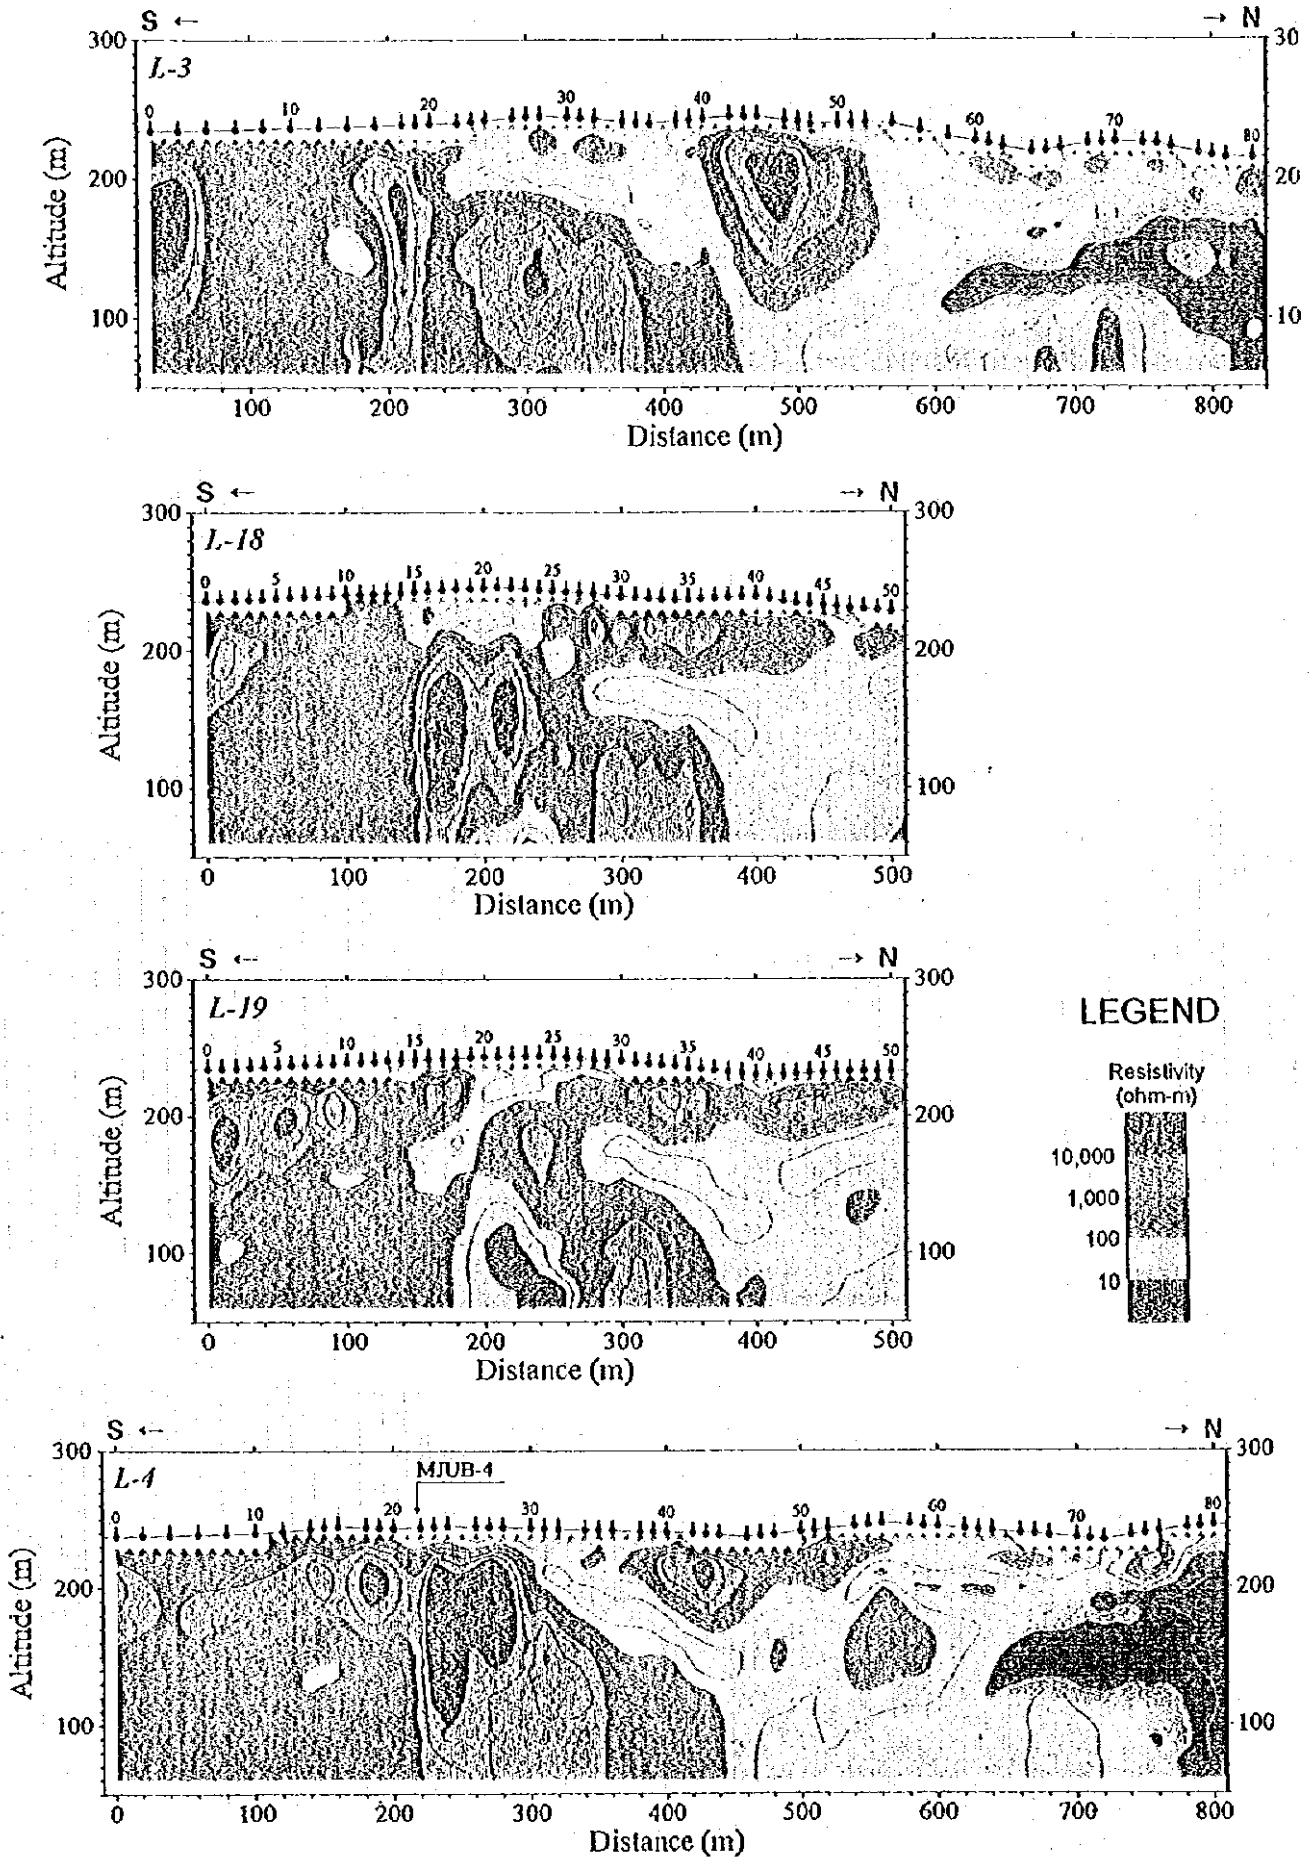 S ← → N
300 30
L-3
0 10 20 30 40 50 60 70 80
200 20
100 10
Altitude (m)
100 200 300 400 500 600 700 800
Distance (m)
S ← → N
300 300
L-18
0 5 10 15 20 25 30 35 40 45 50
200 200
100 100
Altitude (m)
0 100 200 300 400 500
Distance (m)
S ← → N
300 300
L-19
0 5 10 15 20 25 30 35 40 45 50
200 200
100 100
Altitude (m)
0 100 200 300 400 500
Distance (m)
LEGEND
Resistivity
(ohm-m)
10,000
1,000
100
10
S ← → N
300 300
L-4
MJUB-4
0 10 20 30 40 50 60 70 80
200 200
100 100
Altitude (m)
0 100 200 300 400 500 600 700 800
Distance (m)